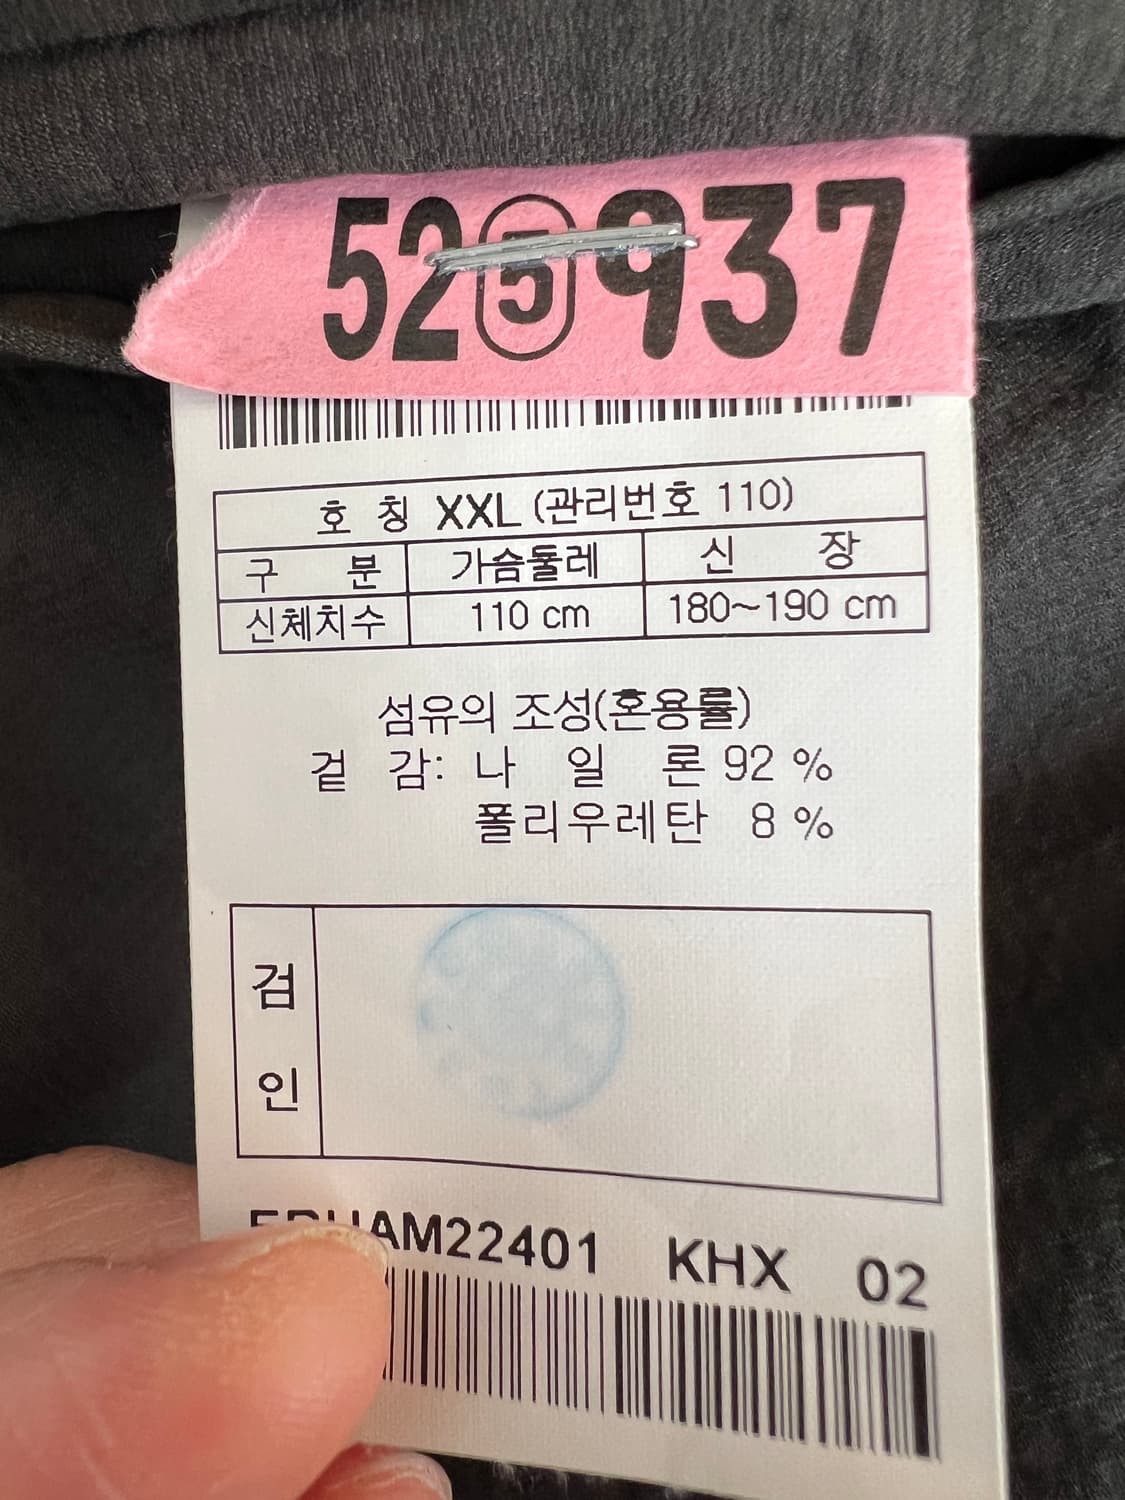 52⑤937
호 칭 XXL (관리번호 110)
구 분 가슴둘레 신 장
신체치수 110 cm 180~190 cm
섬유의 조성(혼용률)
겉 감: 나 일 론 92 %
폴리우레탄 8 %
검
인
KHX 02